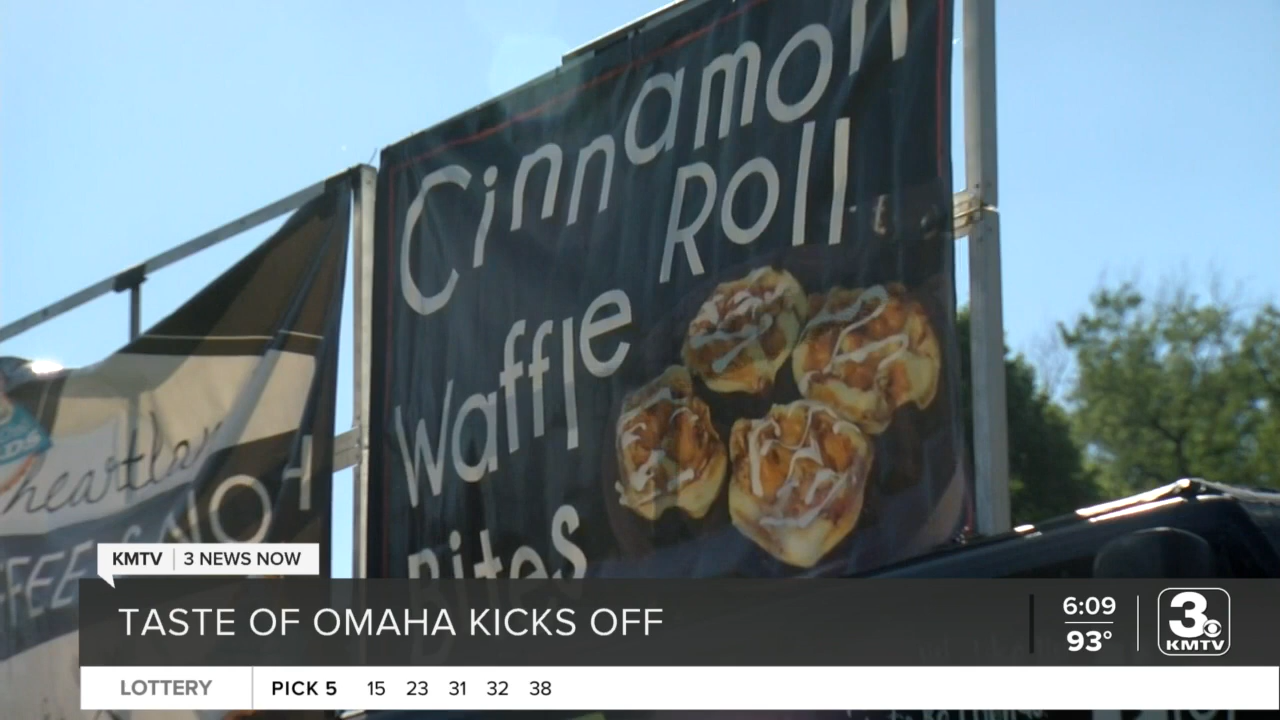 Cinnamon
Roll
Waffle
Bites
KMTV | 3 NEWS NOW
TASTE OF OMAHA KICKS OFF
6:09
93°
3
KMTV
LOTTERY PICK 5 15 23 31 32 38